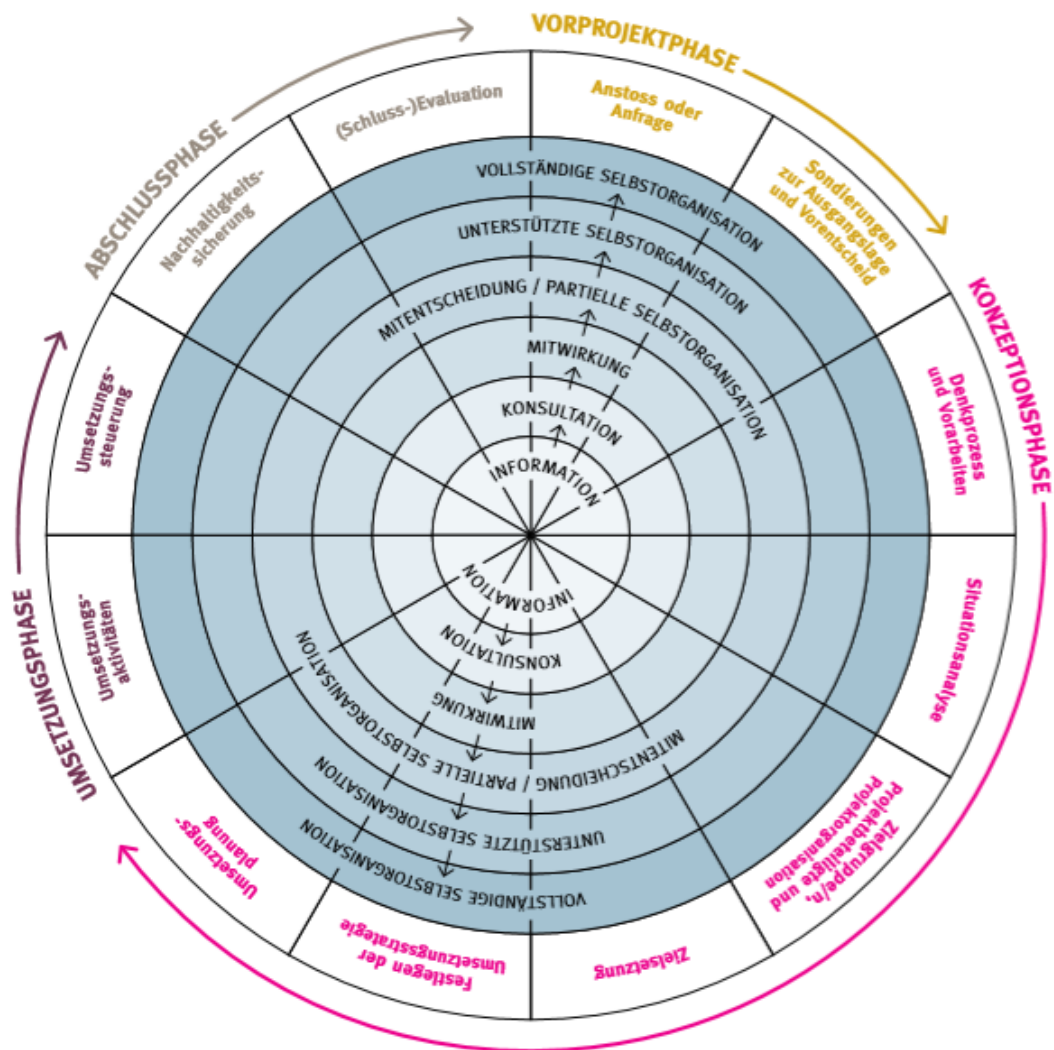 VORPROJEKTPHASE
Anstoss oder
Anfrage
Sondierungen
zur Ausgangslage
und Vorentscheid
KONZEPTIONSPHASE
Denkprozess
und Vorarbeiten
Situationsanalyse
Zielgruppe/n,
Projektbeteiligte und
Projektorganisation
Zielsetzung
Festlegen der
Umsetzungsstrategie
Umsetzungs-
planung
UMSETZUNGSPHASE
Umsetzungs-
aktivitäten
Umsetzungs-
steuerung
ABSCHLUSSPHASE
Nachhaltigkeits-
sicherung
(Schluss-)Evaluation
VOLLSTÄNDIGE SELBSTORGANISATION
UNTERSTÜTZTE SELBSTORGANISATION
MITENTSCHEIDUNG / PARTIELLE SELBSTORGANISATION
MITWIRKUNG
KONSULTATION
INFORMATION
INFORMATION
KONSULTATION
MITWIRKUNG
MITENTSCHEIDUNG / PARTIELLE SELBSTORGANISATION
UNTERSTÜTZTE SELBSTORGANISATION
VOLLSTÄNDIGE SELBSTORGANISATION